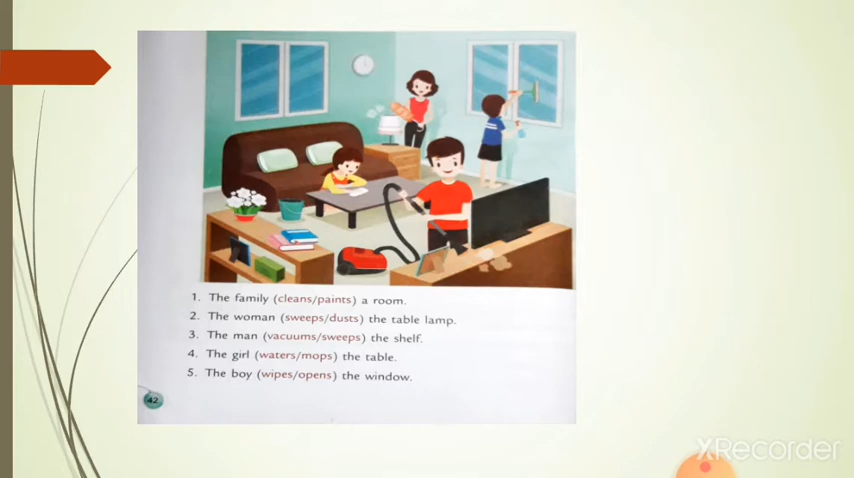 1. The family (cleans/paints) a room.
2. The woman (sweeps/dusts) the table lamp.
3. The man (vacuums/sweeps) the shelf.
4. The girl (waters/mops) the table.
5. The boy (wipes/opens) the window.
42
XRecorder